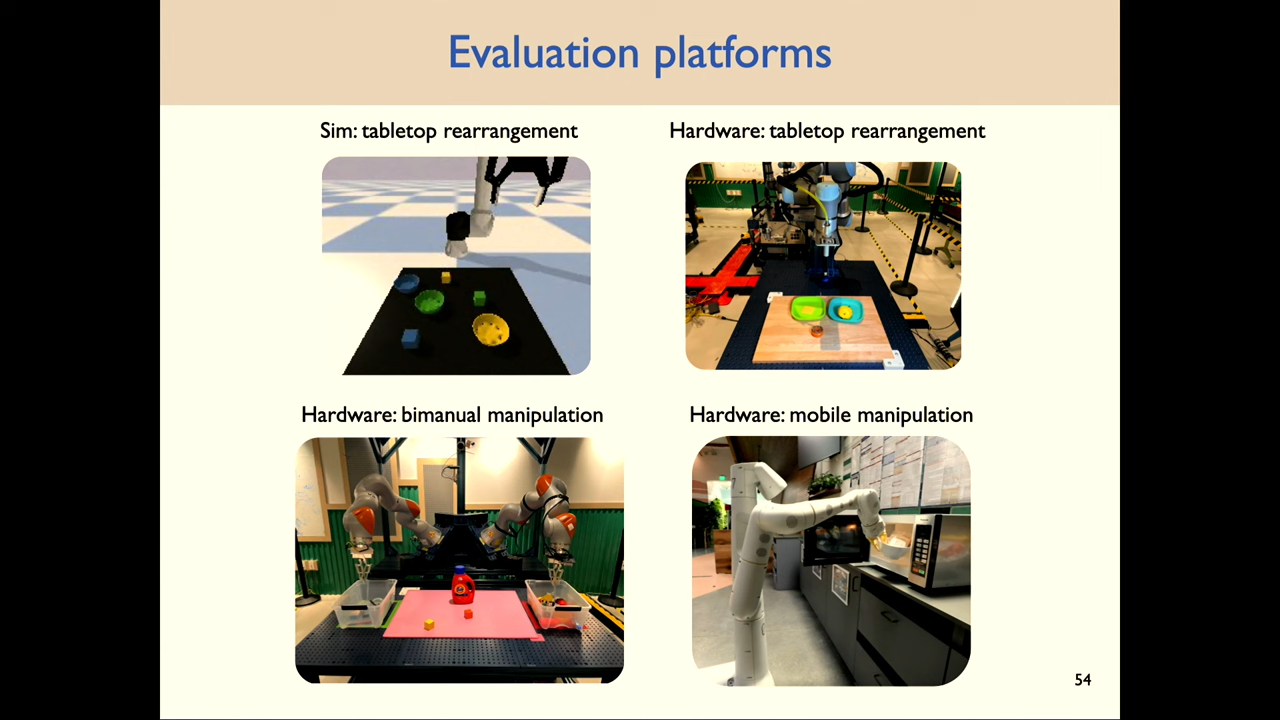 Evaluation platforms
Sim: tabletop rearrangement
Hardware: tabletop rearrangement
Hardware: bimanual manipulation
Hardware: mobile manipulation
54